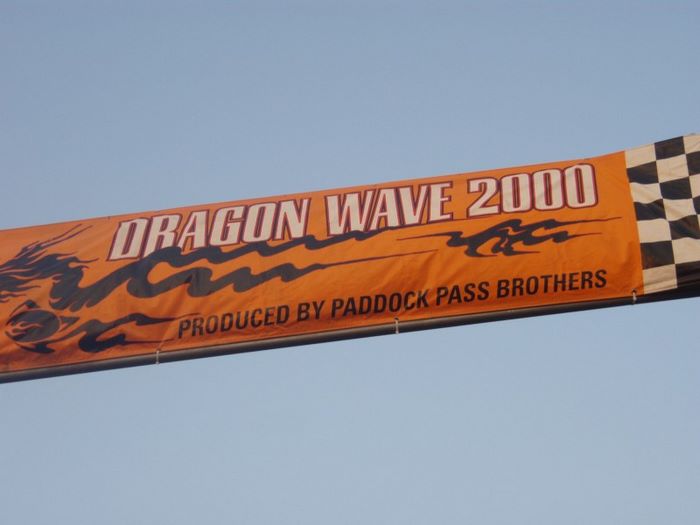 DRAGON WAVE 2000
PRODUCED BY PADDOCK PASS BROTHERS